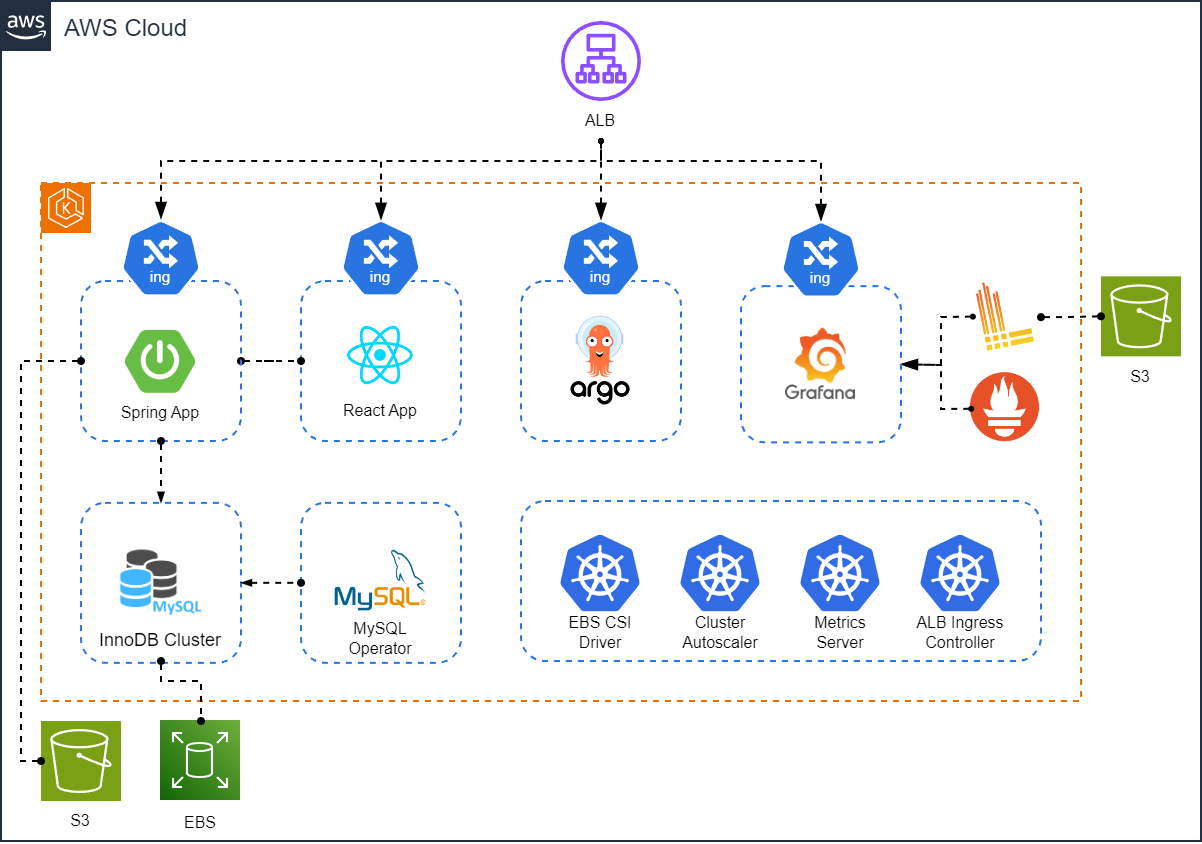 aws
AWS Cloud
ALB
K
ing
ing
ing
ing
Spring App
React App
argo
Grafana
S3
MySQL
InnoDB Cluster
MySQL®
MySQL
Operator
EBS CSI
Driver
Cluster
Autoscaler
Metrics
Server
ALB Ingress
Controller
S3
EBS